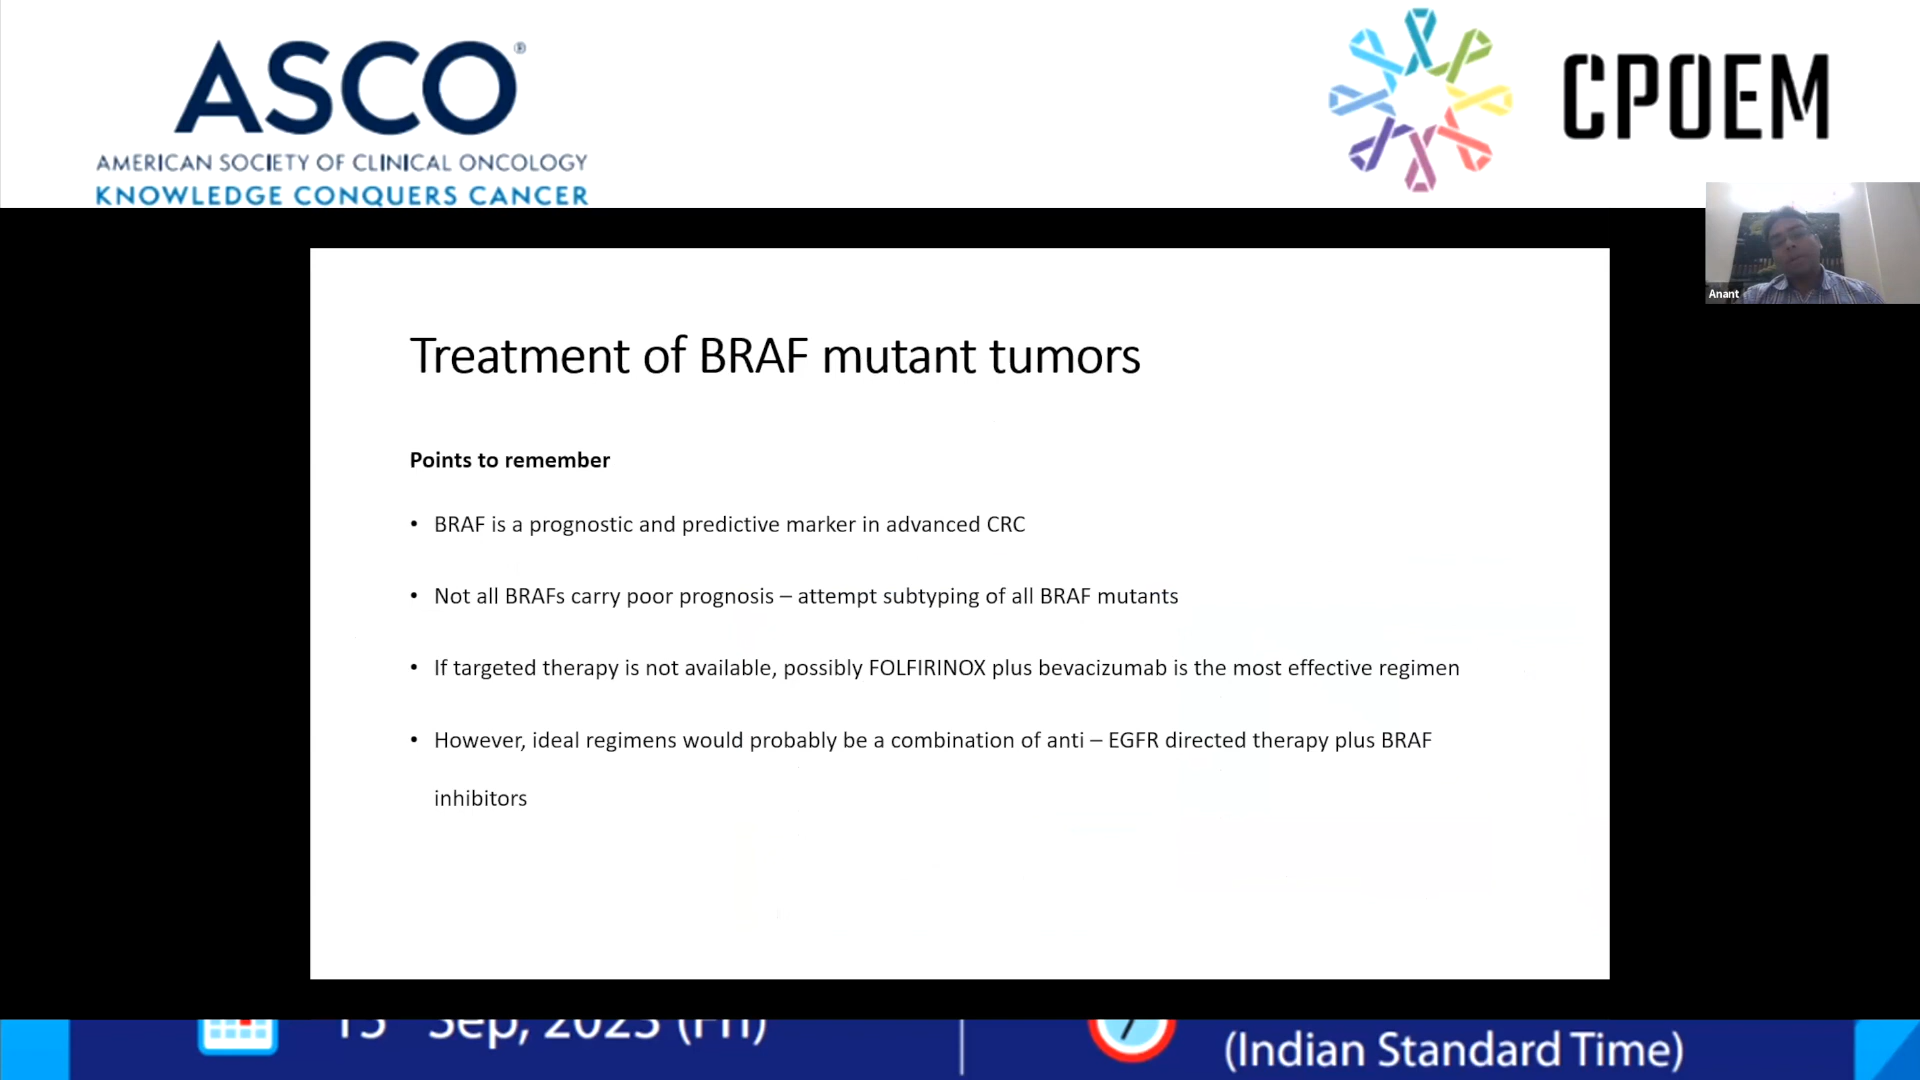 ASCO®
AMERICAN SOCIETY OF CLINICAL ONCOLOGY
KNOWLEDGE CONQUERS CANCER
CPOEM
Anant
Treatment of BRAF mutant tumors
Points to remember
• BRAF is a prognostic and predictive marker in advanced CRC
• Not all BRAFs carry poor prognosis – attempt subtyping of all BRAF mutants
• If targeted therapy is not available, possibly FOLFIRINOX plus bevacizumab is the most effective regimen
• However, ideal regimens would probably be a combination of anti – EGFR directed therapy plus BRAF
inhibitors
Sep, 2023 (Fri)
(Indian Standard Time)